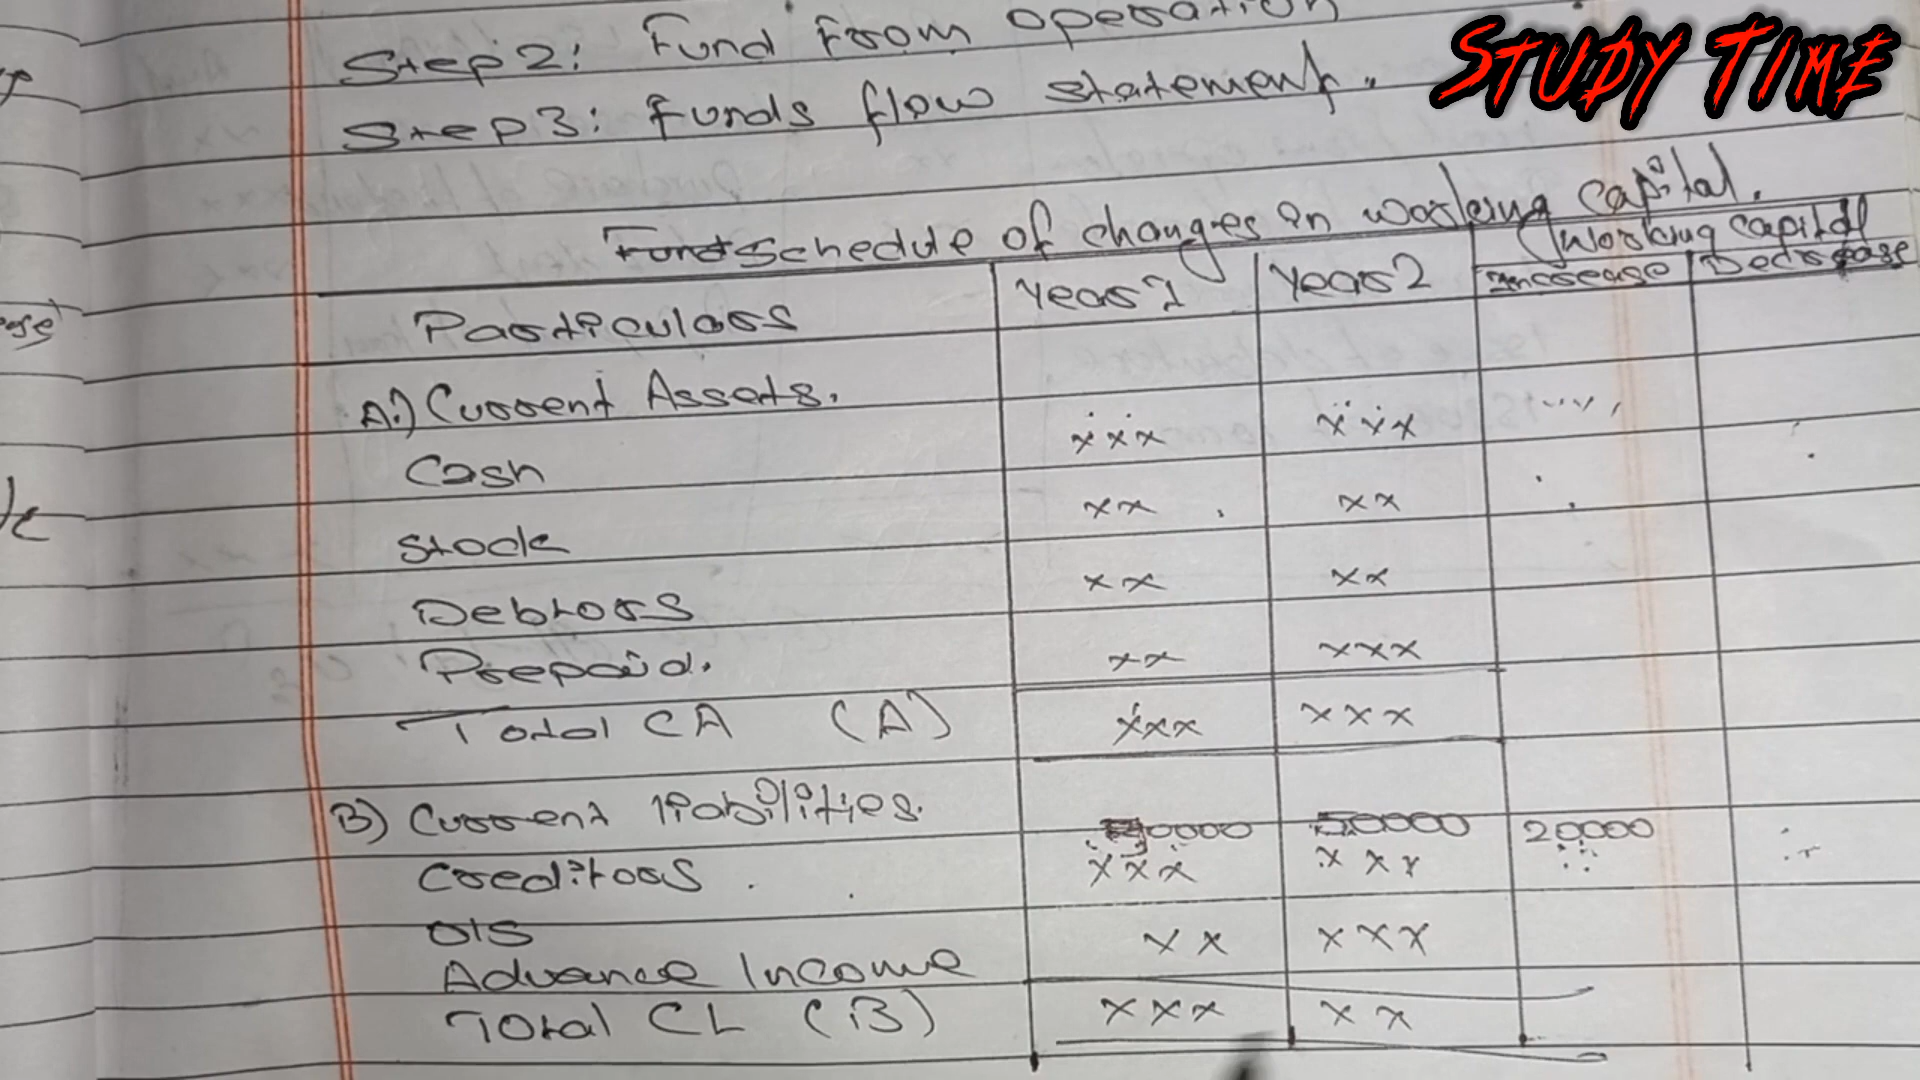 Step 2: Fund from operation
STUDY TIME
Step 3: Funds flow statement.
Schedule of changes in working capital.
Particulars Year 1 Year 2 Working capital
Increase Decrease
A.) Current Assets.
Cash xxx xxx
Stock xx xx
Debtors xx xx
Prepaid. xx xxx
Total CA (A) xxx xxx
B) Current liabilities.
50000 20000
Creditors xxx xxx
O/S xx xxx
Advance Income
Total CL (B) xxx xx